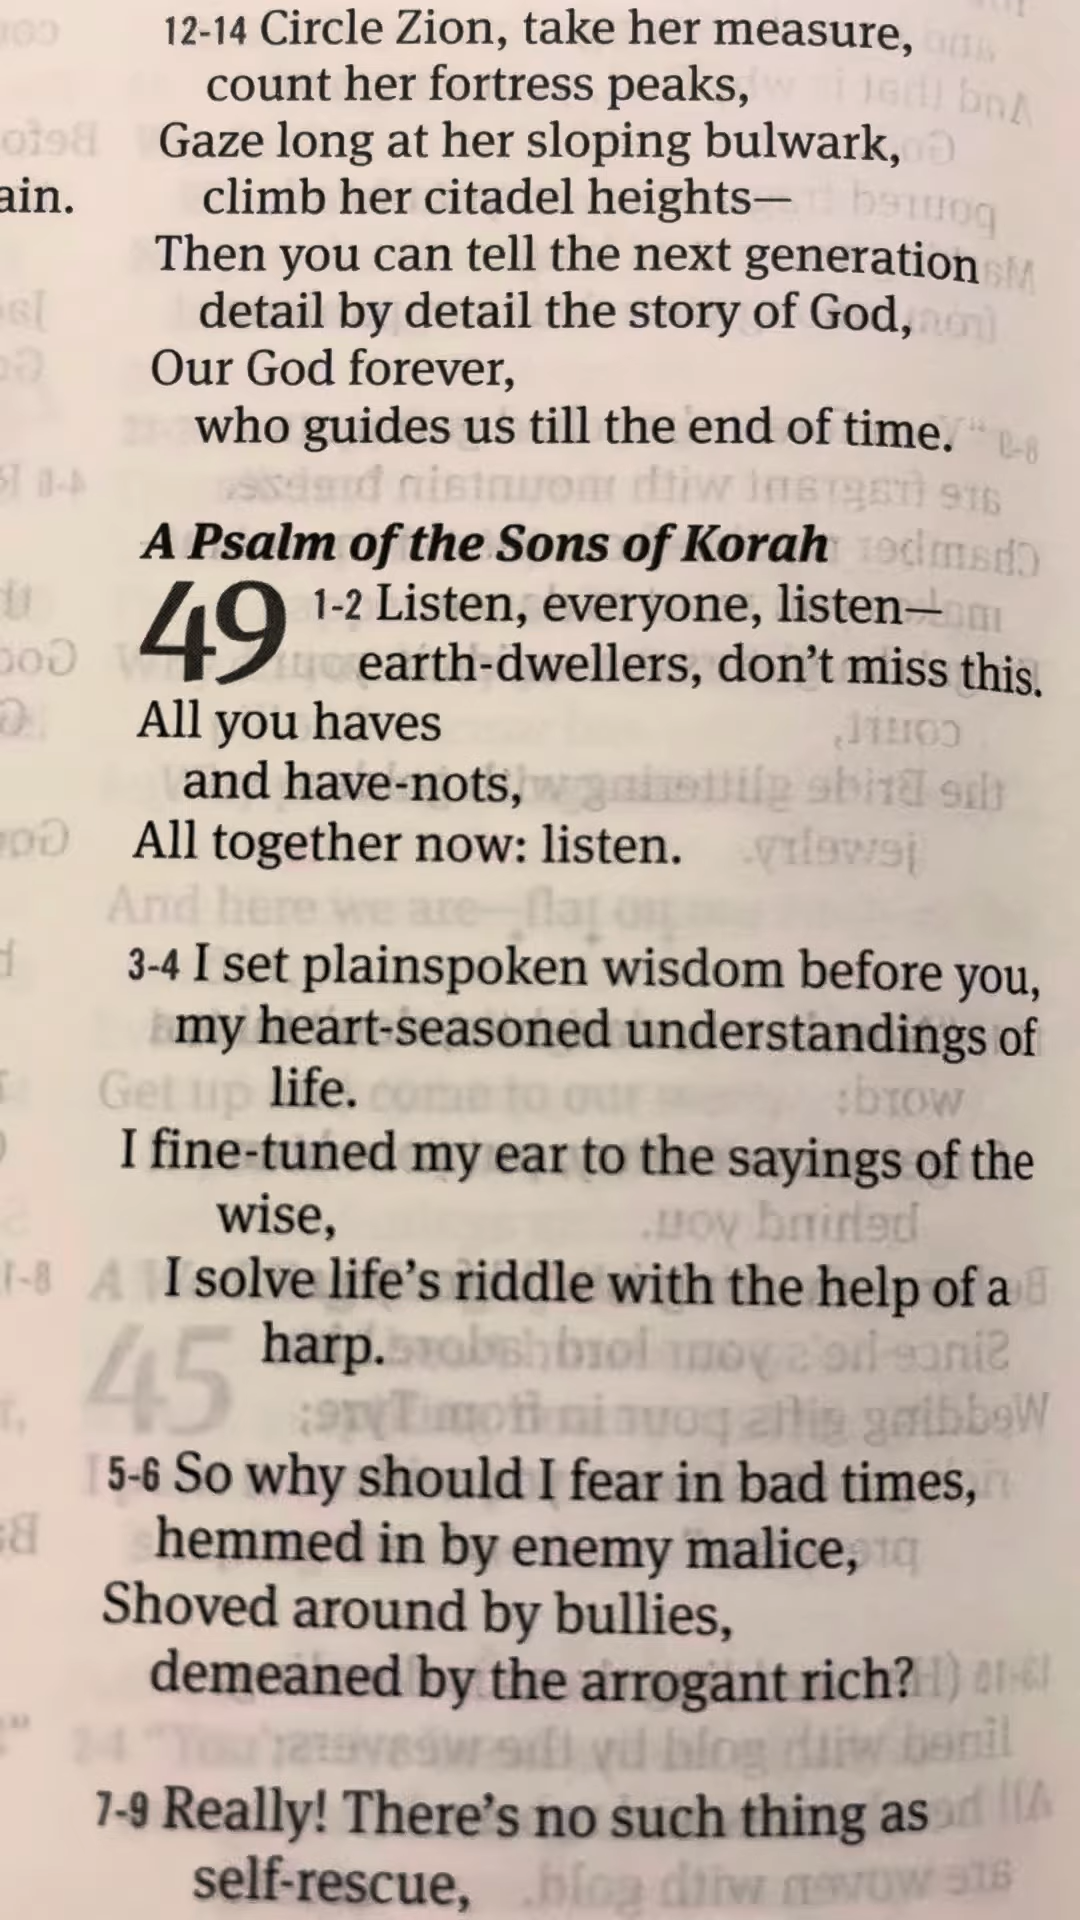 12-14 Circle Zion, take her measure,
count her fortress peaks,
Gaze long at her sloping bulwark,
ain.
climb her citadel heights—
Then you can tell the next generation
detail by detail the story of God,
Our God forever,
who guides us till the end of time.
A Psalm of the Sons of Korah
49 1-2 Listen, everyone, listen—
earth-dwellers, don't miss this.
All you haves
and have-nots,
All together now: listen.
3-4 I set plainspoken wisdom before you,
my heart-seasoned understandings of
life.
I fine-tuned my ear to the sayings of the
wise,
I solve life's riddle with the help of a
harp.
5-6 So why should I fear in bad times,
hemmed in by enemy malice,
Shoved around by bullies,
demeaned by the arrogant rich?
7-9 Really! There's no such thing as
self-rescue,